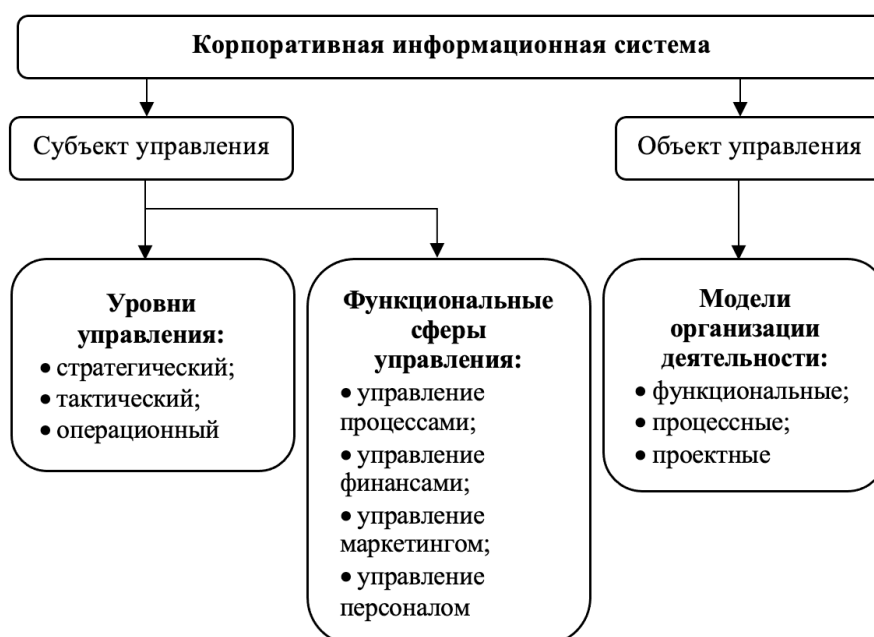 Корпоративная информационная система
Субъект управления
Объект управления
Уровни
управления:
• стратегический;
• тактический;
• операционный
Функциональные
сферы
управления:
• управление
процессами;
• управление
финансами;
• управление
маркетингом;
• управление
персоналом
Модели
организации
деятельности:
• функциональные;
• процессные;
• проектные